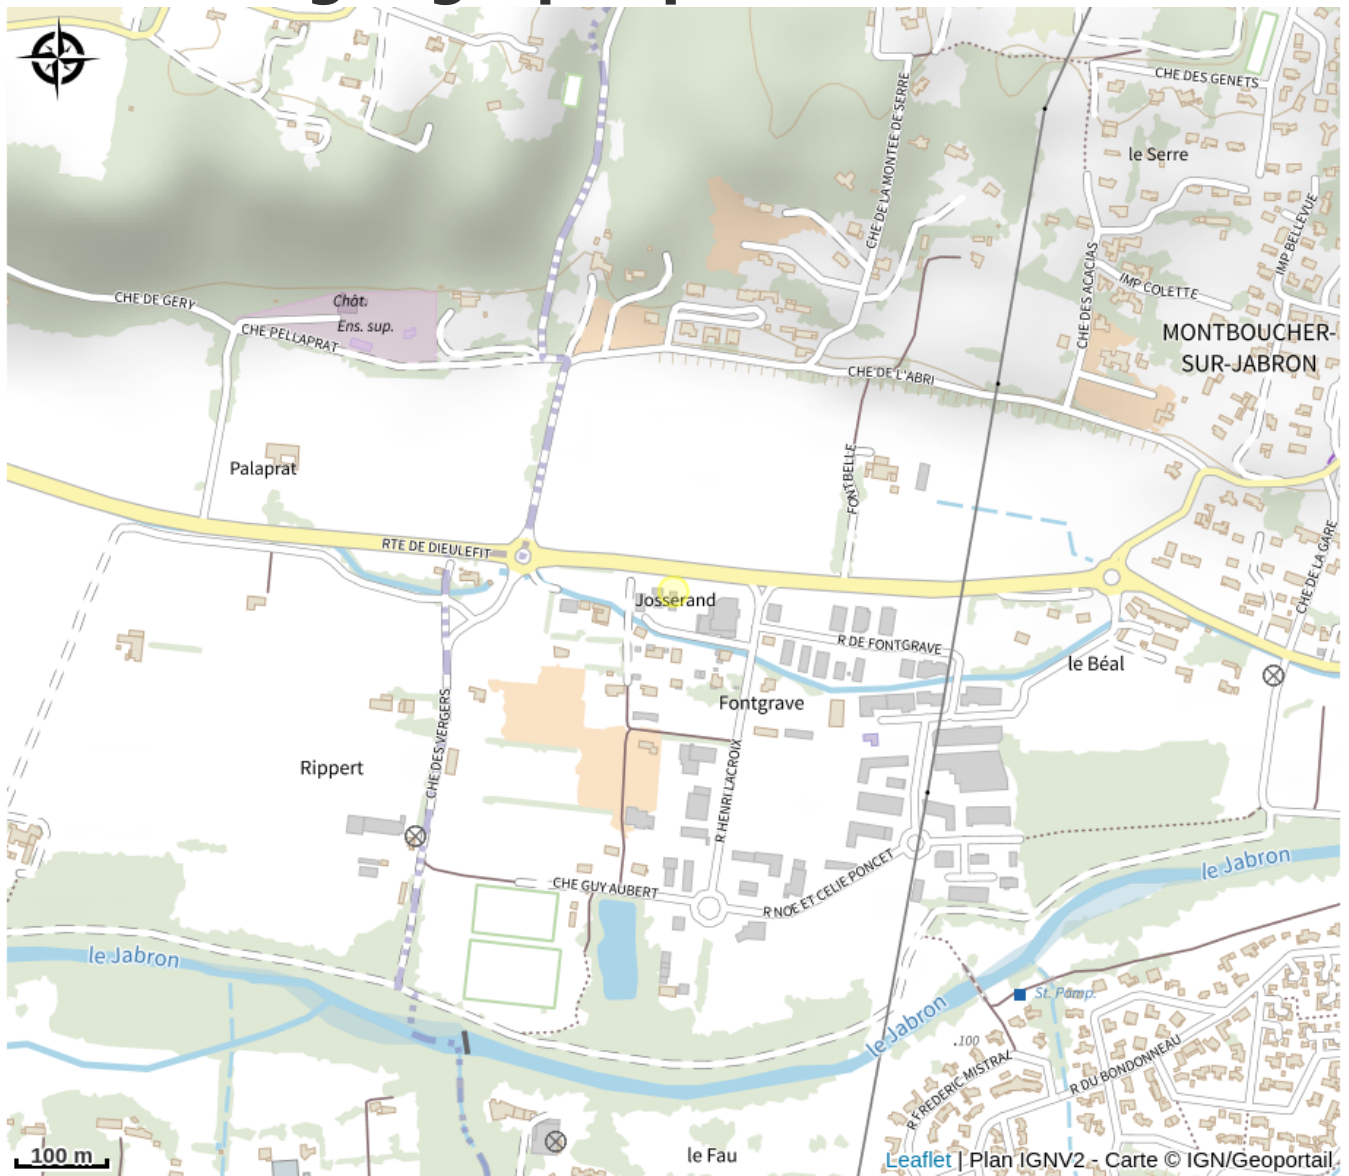 CHE DES GENETS
CHE DE LA MONTEE DE SERRE
le Serre
IMP BELLEVUE
CHE DES ACACIAS
IMP COLETTE
CHE DE GERY
Chât.
Ens. sup.
CHE PELLAPRAT
MONTBOUCHER-
SUR-JABRON
CHE DE L'ABRI
Palaprat
FONTBELLE
RTE DE DIEULEFIT
CHE DE LA GARE
Josserand
R DE FONTGRAVE
le Béal
Fontgrave
CHE DES VERGERS
Rippert
R HENRI LACROIX
le Jabron
CHE GUY AUBERT
R NOE ET CELIE PONCET
le Jabron
St. Pomp.
le Jabron
.100
R FREDERIC MISTRAL
R DU BONDONNEAU
le Fau
100 m
Leaflet | Plan IGNV2 - Carte © IGN/Geoportail